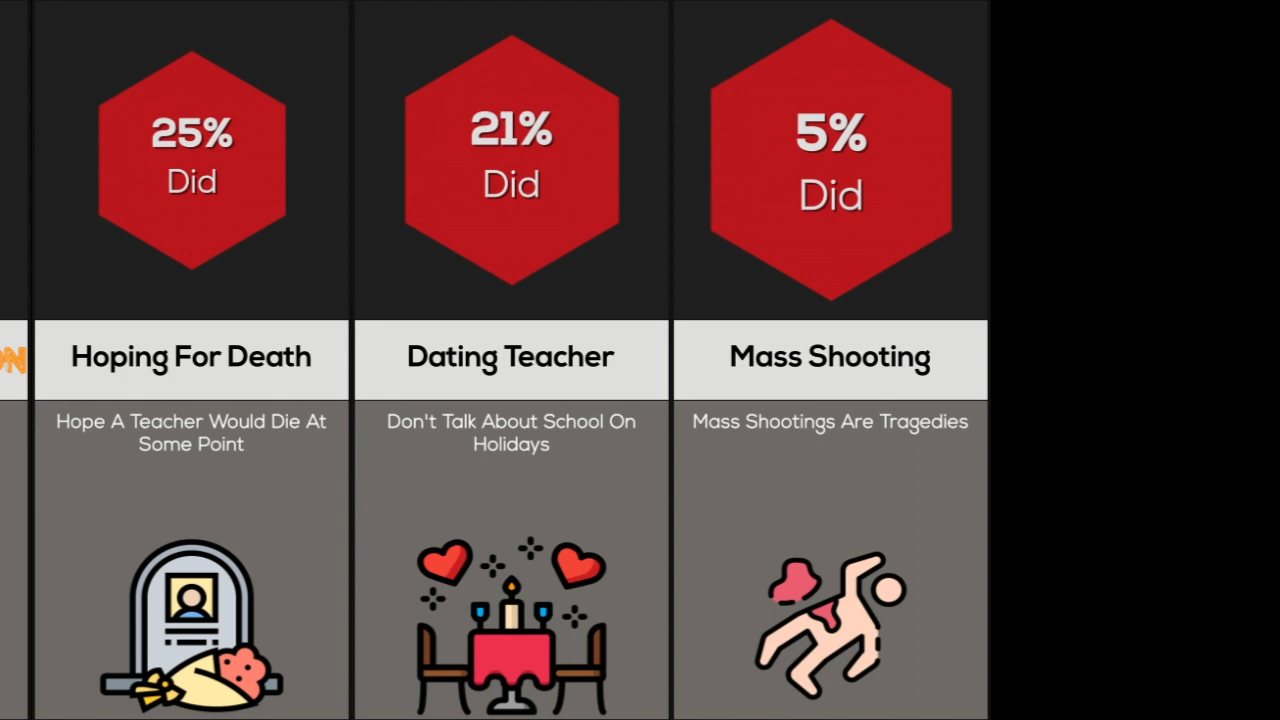 25%
Did
21%
Did
5%
Did
ON
Hoping For Death
Dating Teacher
Mass Shooting
Hope A Teacher Would Die At
Some Point
Don't Talk About School On
Holidays
Mass Shootings Are Tragedies